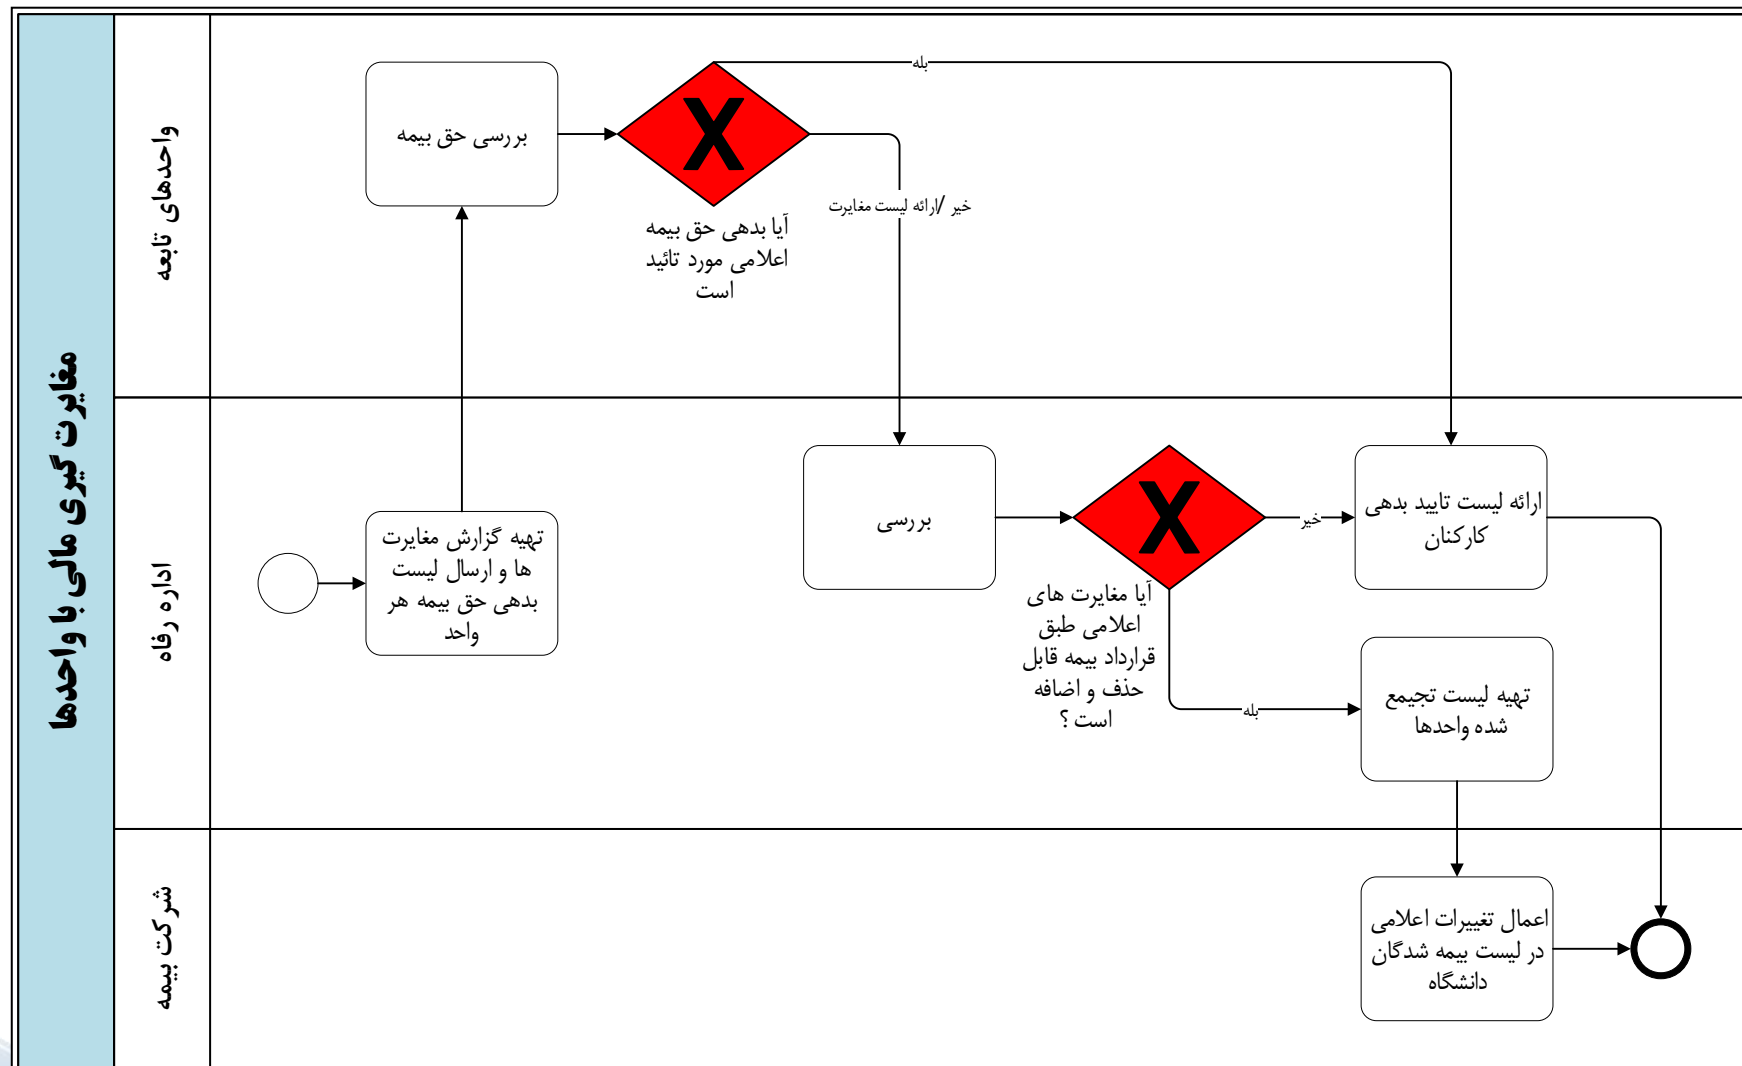 مغایرت گیری مالی با واحدها
واحدهای تابعه
بررسی حق بیمه
آیا بدهی حق بیمه
اعلامی مورد تائید
است
بله
خیر /ارائه لیست مغایرت
اداره رفاه
تهیه گزارش مغایرت
ها و ارسال لیست
بدهی حق بیمه هر
واحد
بررسی
آیا مغایرت های
اعلامی طبق
قرارداد بیمه قابل
حذف و اضافه
است ؟
خیر
ارائه لیست تایید بدهی
کارکنان
بله
تهیه لیست تجیمع
شده واحدها
شرکت بیمه
اعمال تغییرات اعلامی
در لیست بیمه شدگان
دانشگاه